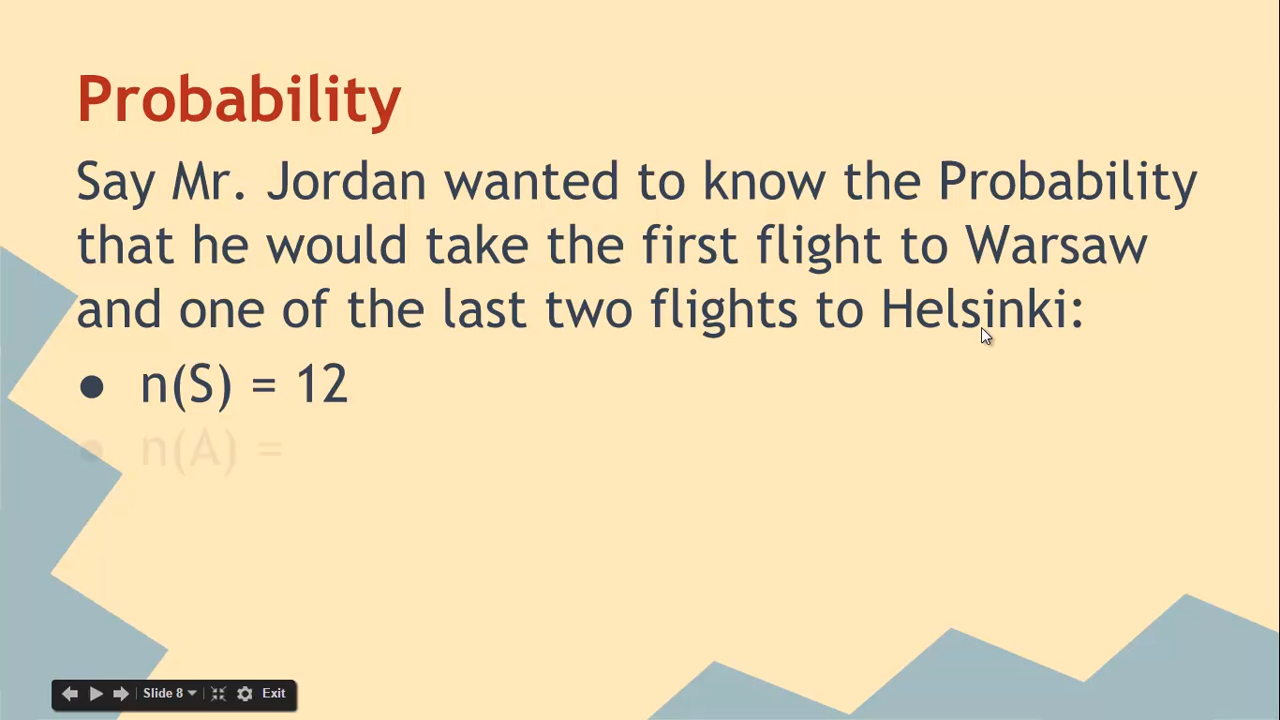 Probability
Say Mr. Jordan wanted to know the Probability
that he would take the first flight to Warsaw
and one of the last two flights to Helsinki:
● n(S) = 12
● n(A) =
Slide 8 Exit